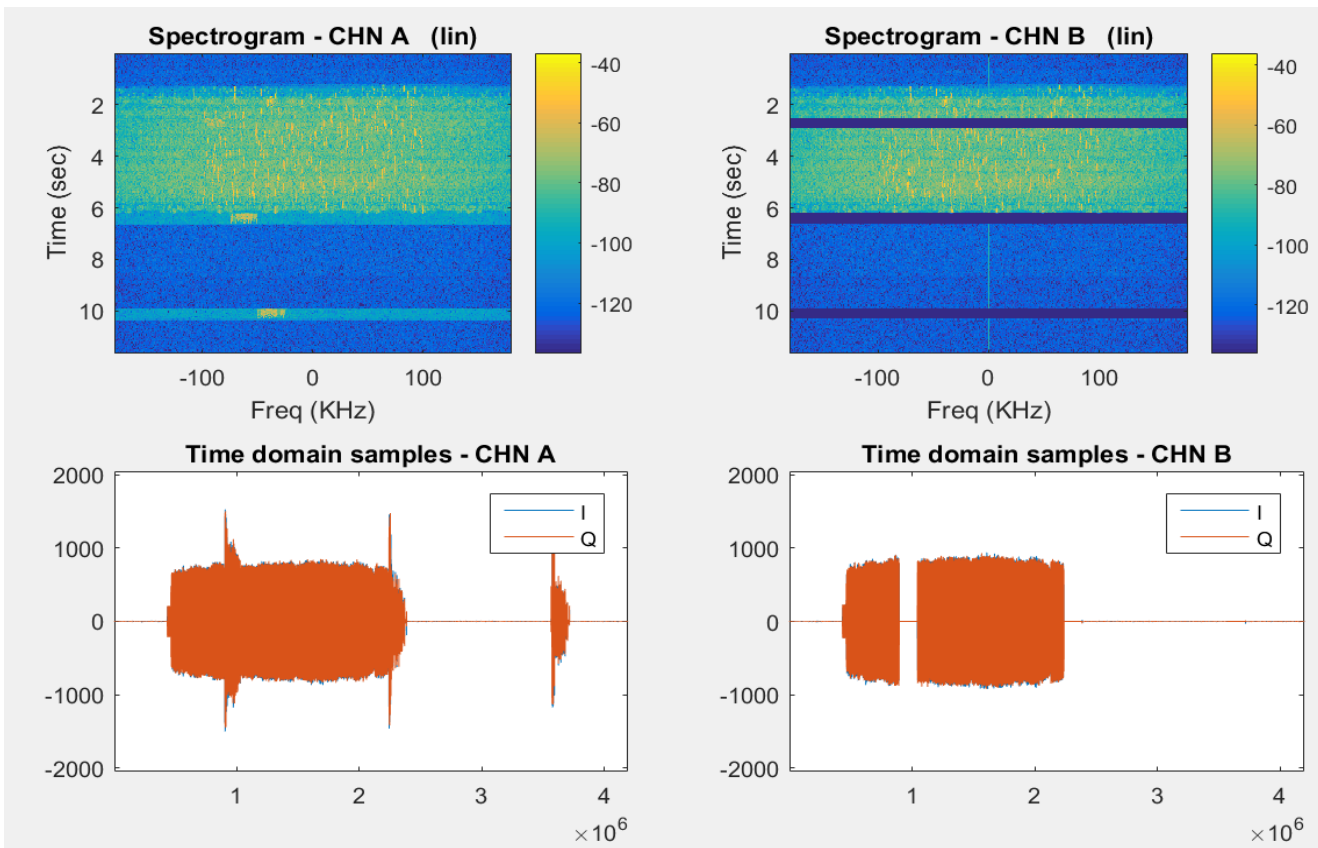 Spectrogram - CHN A (lin)
2
4
6
8
10
Time (sec)
-100 0 100
Freq (KHz)
-40
-60
-80
-100
-120
Spectrogram - CHN B (lin)
2
4
6
8
10
Time (sec)
-100 0 100
Freq (KHz)
-40
-60
-80
-100
-120
Time domain samples - CHN A
2000
1000
0
-1000
-2000
I
Q
1 2 3 4
×10^6
Time domain samples - CHN B
2000
1000
0
-1000
-2000
I
Q
1 2 3 4
×10^6